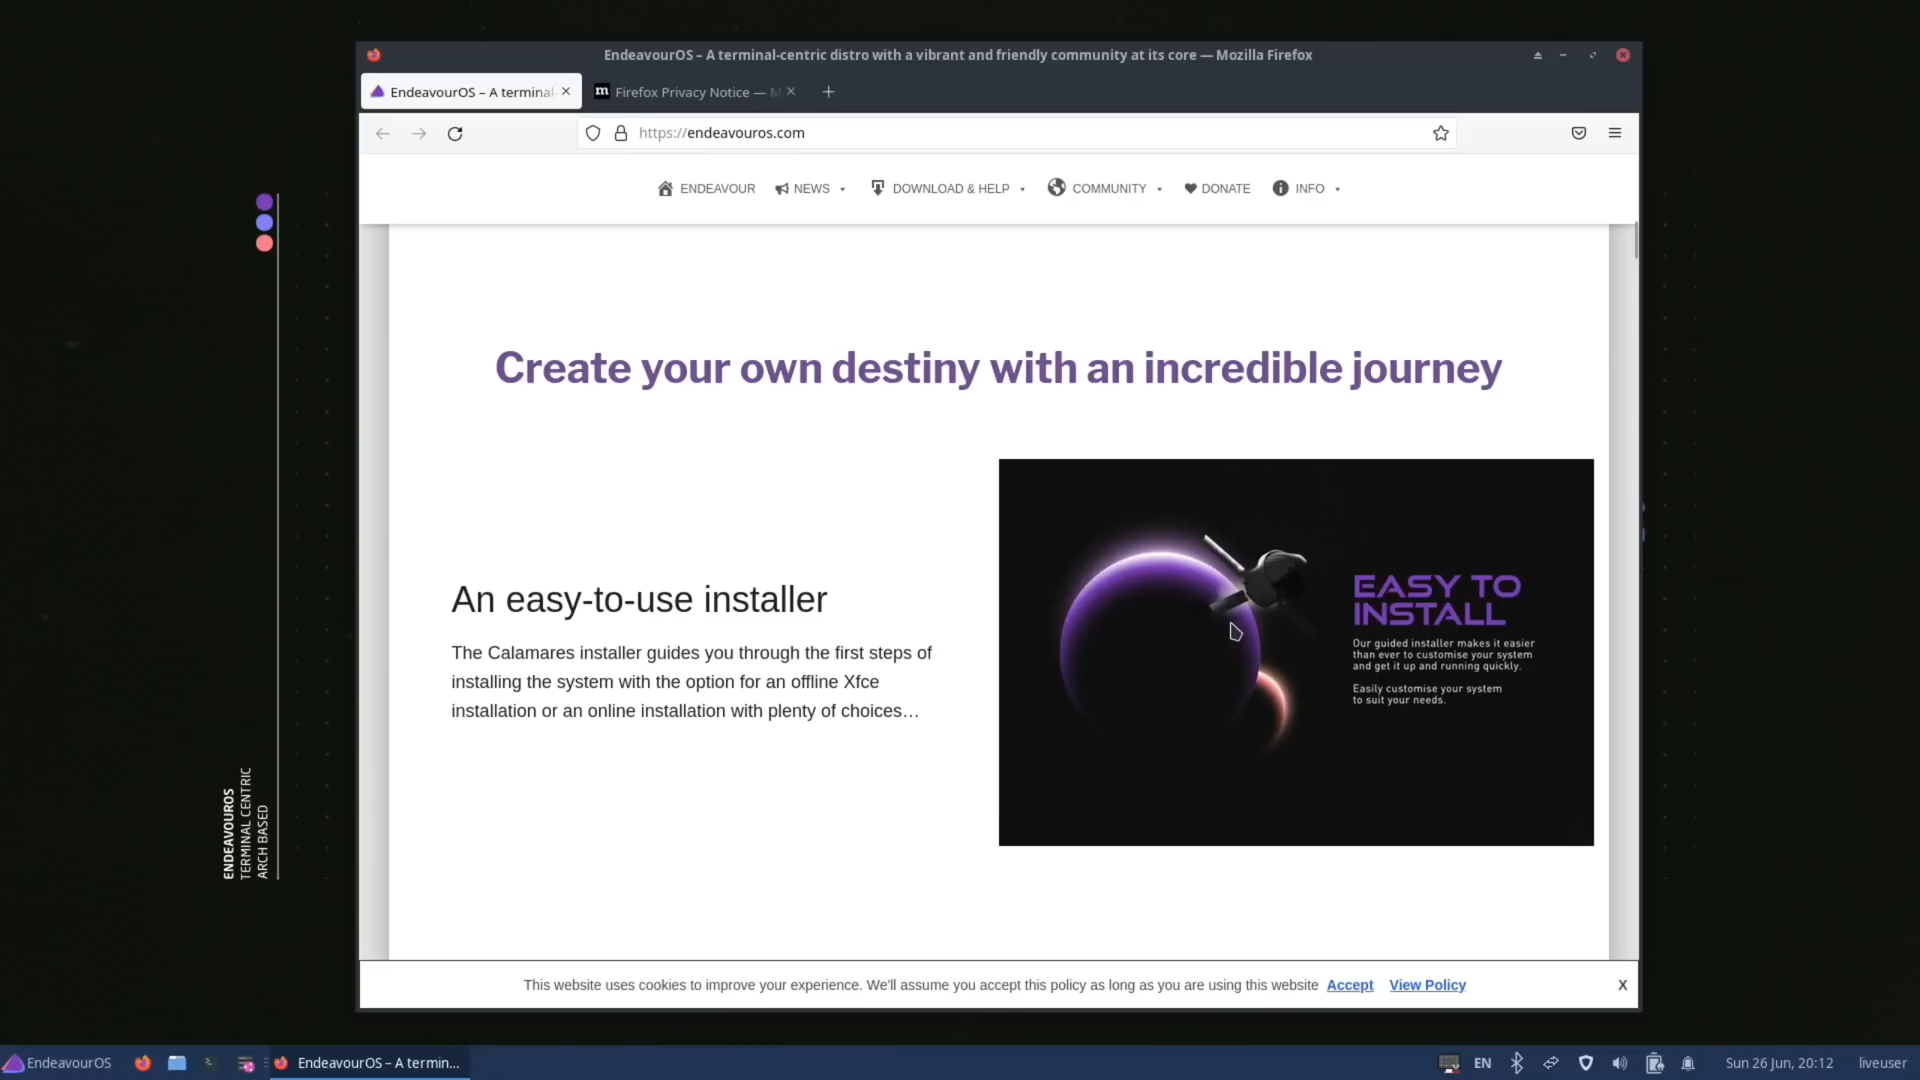 EndeavourOS – A terminal-centric distro with a vibrant and friendly community at its core — Mozilla Firefox
EndeavourOS – A terminal-
Firefox Privacy Notice — M
https://endeavouros.com
ENDEAVOUR
NEWS
DOWNLOAD & HELP
COMMUNITY
DONATE
INFO
Create your own destiny with an incredible journey
An easy-to-use installer
The Calamares installer guides you through the first steps of
installing the system with the option for an offline Xfce
installation or an online installation with plenty of choices…
EASY TO
INSTALL
Our guided installer makes it easier
than ever to customise your system
and get it up and running quickly.
Easily customise your system
to suit your needs.
ENDEAVOUROS
TERMINAL CENTRIC
ARCH BASED
This website uses cookies to improve your experience. We'll assume you accept this policy as long as you are using this website Accept View Policy X
EndeavourOS
EndeavourOS – A termin...
EN
Sun 26 Jun, 20:12
liveuser